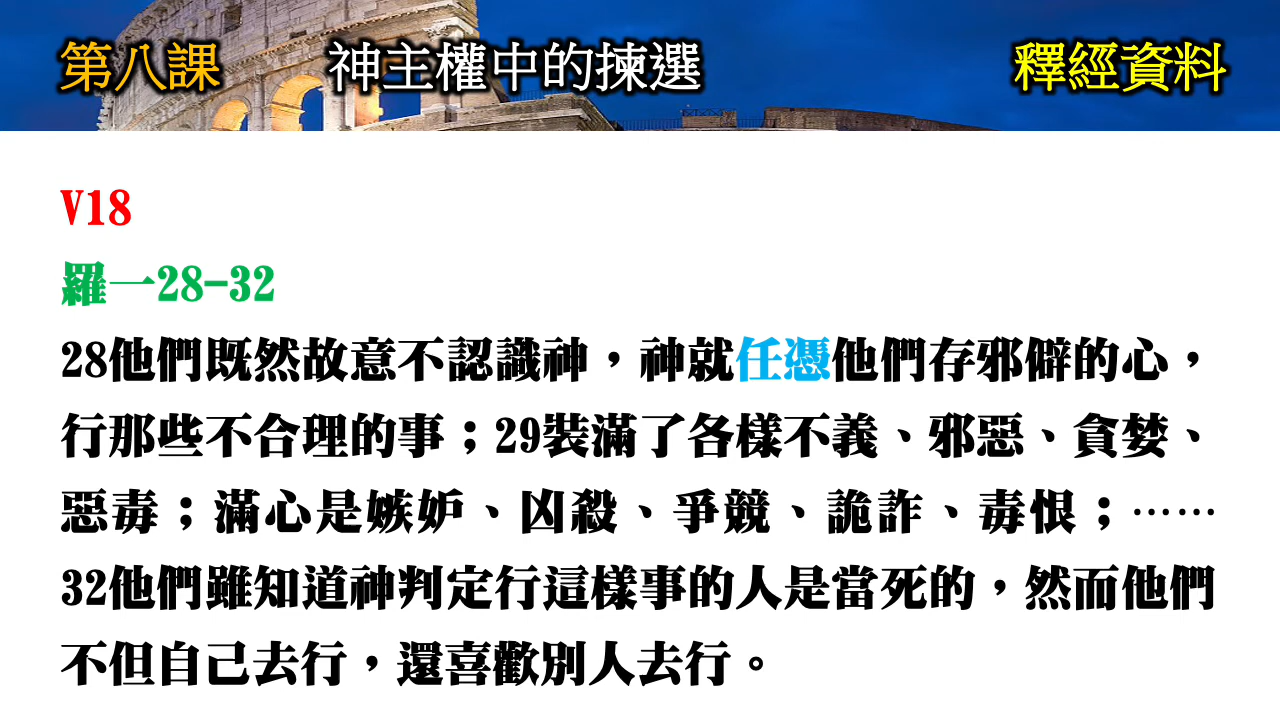 第八課 神主權中的揀選 釋經資料
V18
羅一28-32
28他們既然故意不認識神，神就任憑他們存邪僻的心，
行那些不合理的事；29裝滿了各樣不義、邪惡、貪婪、
惡毒；滿心是嫉妒、凶殺、爭競、詭詐、毒恨；……
32他們雖知道神判定行這樣事的人是當死的，然而他們
不但自己去行，還喜歡別人去行。